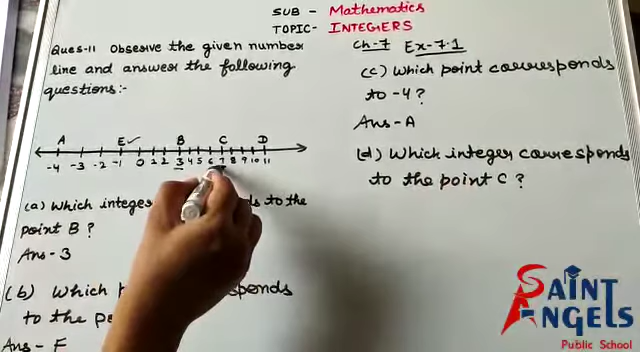 SUB - Mathematics
TOPIC - INTEGERS
Ques-11 Observe the given number
line and answer the following
questions:-
Ch-7 Ex-7.1
A E B C D
-4 -3 -2 -1 0 1 2 3 4 5 6 7 8 9 10 11
(a) Which integer to the
point B?
Ans - 3
(b) Which
to the
Ans - E
(c) Which point corresponds
to -4?
Ans - A
(d) Which integer corresponds
to the point C?
SAINT
ANGELS
Public School